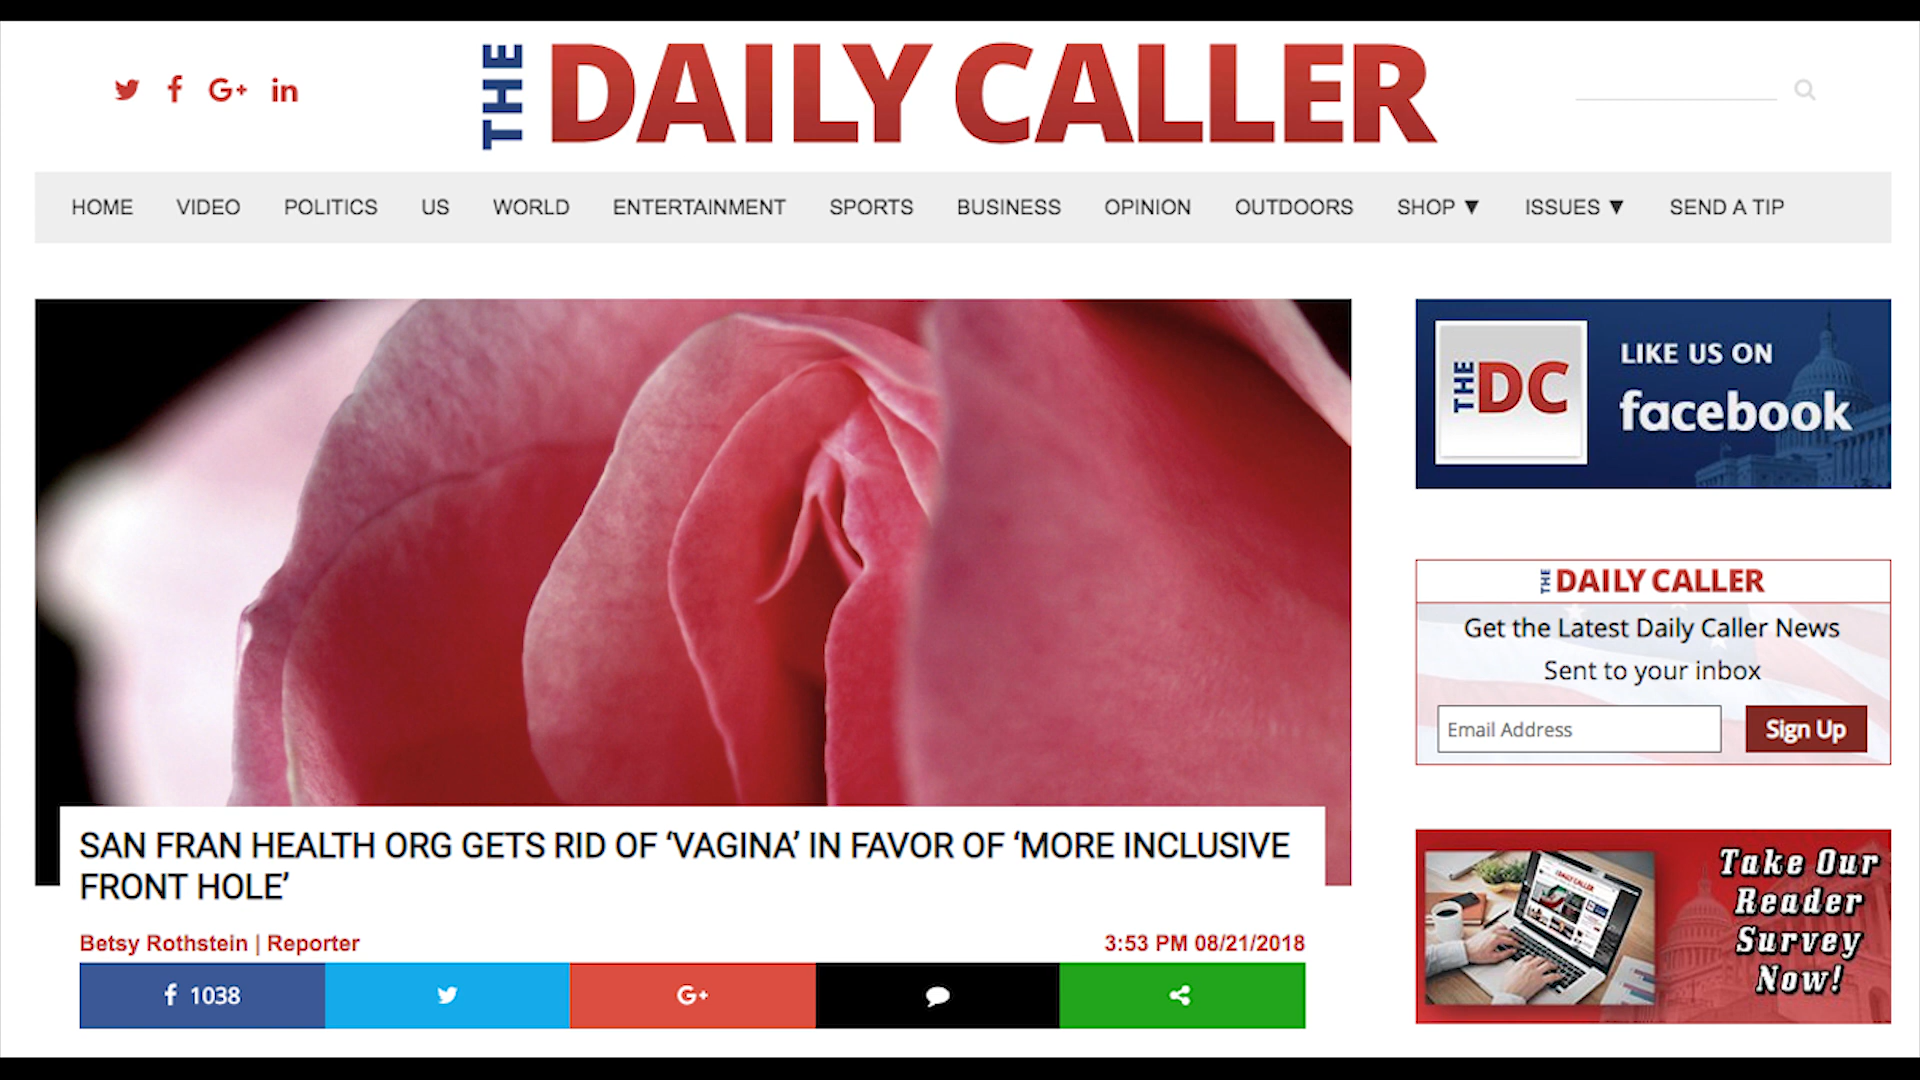 THE DAILY CALLER
HOME VIDEO POLITICS US WORLD ENTERTAINMENT SPORTS BUSINESS OPINION OUTDOORS SHOP ▼ ISSUES ▼ SEND A TIP
SAN FRAN HEALTH ORG GETS RID OF ‘VAGINA’ IN FAVOR OF ‘MORE INCLUSIVE
FRONT HOLE’
Betsy Rothstein | Reporter
3:53 PM 08/21/2018
f 1038
G+
f G+ in
THE DC
LIKE US ON
facebook
THE DAILY CALLER
Get the Latest Daily Caller News
Sent to your inbox
Email Address
Sign Up
DAILY CALLER
Take Our
Reader
Survey
Now!